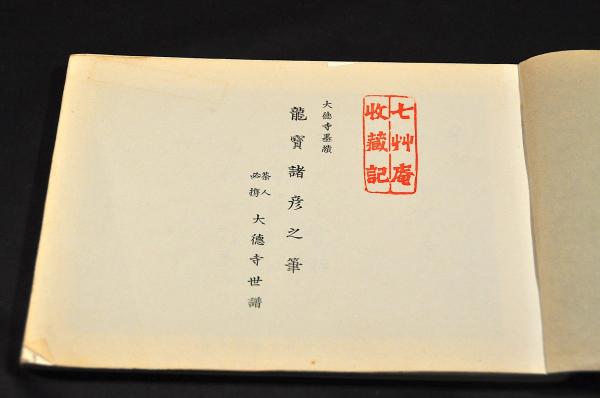 七艸庵
收藏記
大德寺墨蹟
龍寶諸彦之筆
茶人
必携
大德寺世譜